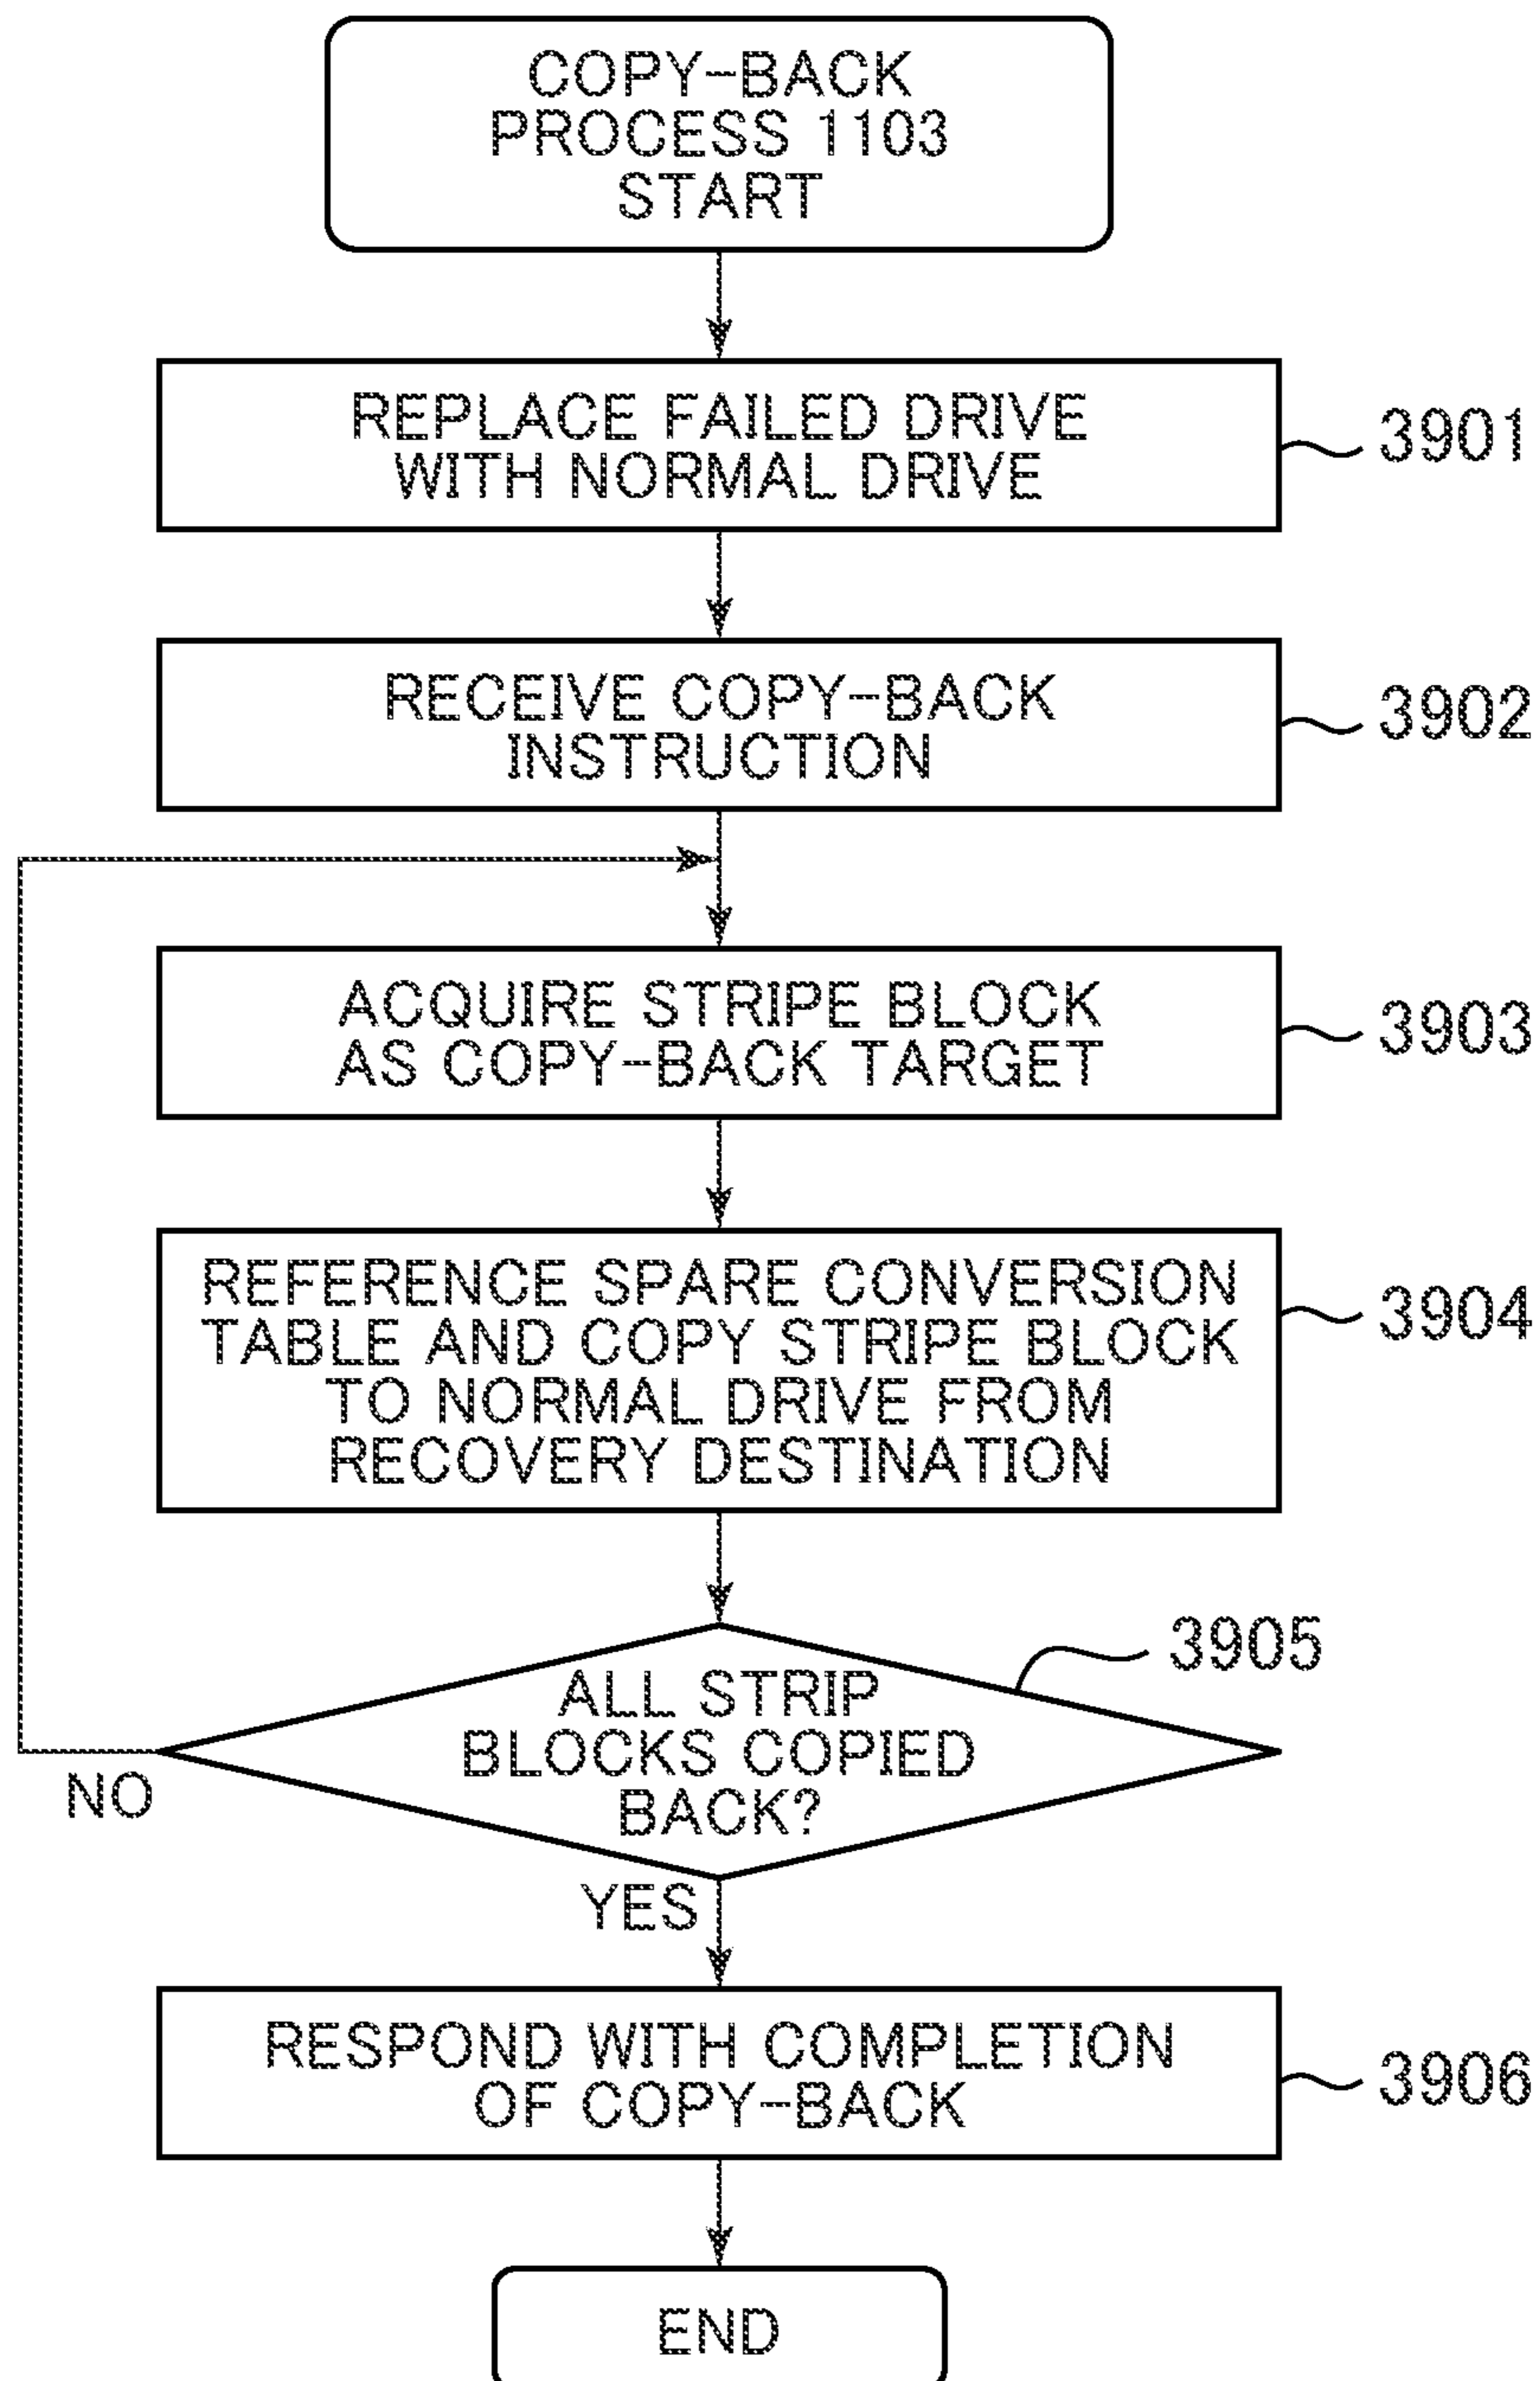 COPY-BACK
PROCESS 1103
START
REPLACE FAILED DRIVE
WITH NORMAL DRIVE
3901
RECEIVE COPY-BACK
INSTRUCTION
3902
ACQUIRE STRIPE BLOCK
AS COPY-BACK TARGET
3903
REFERENCE SPARE CONVERSION
TABLE AND COPY STRIPE BLOCK
TO NORMAL DRIVE FROM
RECOVERY DESTINATION
3904
3905
ALL STRIP
BLOCKS COPIED
BACK?
NO
YES
RESPOND WITH COMPLETION
OF COPY-BACK
3906
END